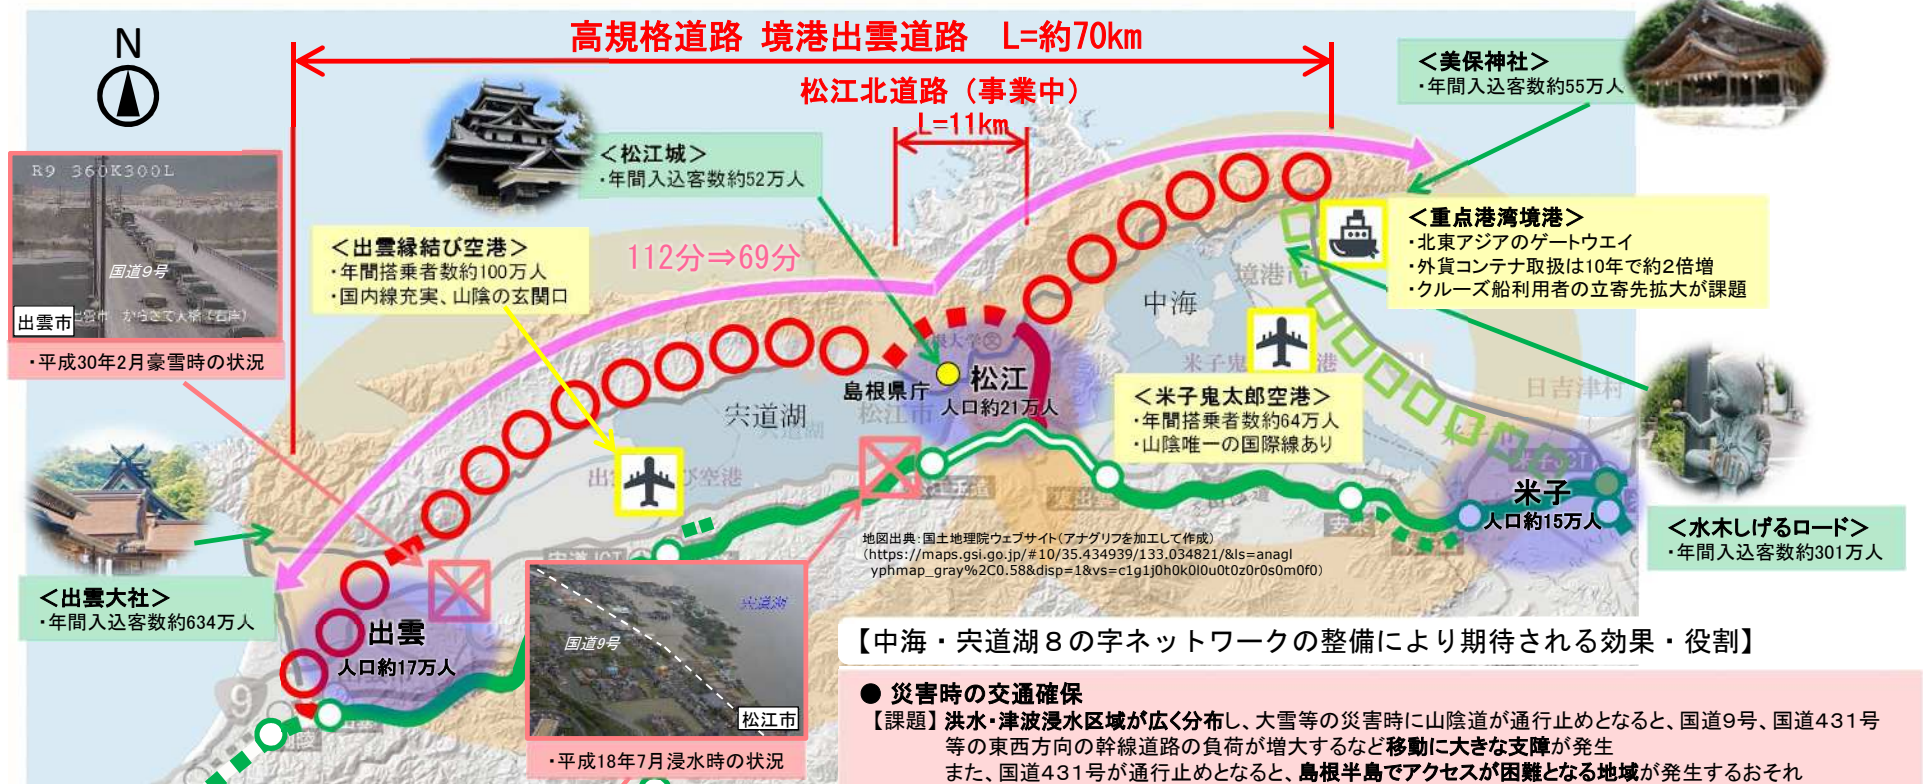 高規格道路 境港出雲道路 L=約70km
松江北道路（事業中）
L=11km
N
＜美保神社＞
・年間入込客数約55万人
＜松江城＞
・年間入込客数約52万人
R9 360K300L
国道9号
出雲市
出雲市 からさで大橋（右岸）
・平成30年2月豪雪時の状況
＜出雲縁結び空港＞
・年間搭乗者数約100万人
・国内線充実、山陰の玄関口
112分⇒69分
＜重点港湾境港＞
・北東アジアのゲートウエイ
・外貨コンテナ取扱は10年で約2倍増
・クルーズ船利用者の立寄先拡大が課題
境港市
中海
島根県庁
松江
人口約21万人
松江市
宍道湖
宍道湖
＜米子鬼太郎空港＞
・年間搭乗者数約64万人
・山陰唯一の国際線あり
日吉津村
米子
人口約15万人
＜水木しげるロード＞
・年間入込客数約301万人
＜出雲大社＞
・年間入込客数約634万人
出雲
人口約17万人
9
地図出典：国土地理院ウェブサイト（アナグリフを加工して作成）
（https://maps.gsi.go.jp/#10/35.434939/133.034821/&ls=anagl
yphmap_gray%2C0.58&disp=1&vs=c1g1j0h0k0l0u0t0z0r0s0m0f0）
宍道湖
国道9号
松江市
・平成18年7月浸水時の状況
【中海・宍道湖８の字ネットワークの整備により期待される効果・役割】
● 災害時の交通確保
【課題】洪水・津波浸水区域が広く分布し、大雪等の災害時に山陰道が通行止めとなると、国道9号、国道431号
等の東西方向の幹線道路の負荷が増大するなど移動に大きな支障が発生
また、国道431号が通行止めとなると、島根半島でアクセスが困難となる地域が発生するおそれ